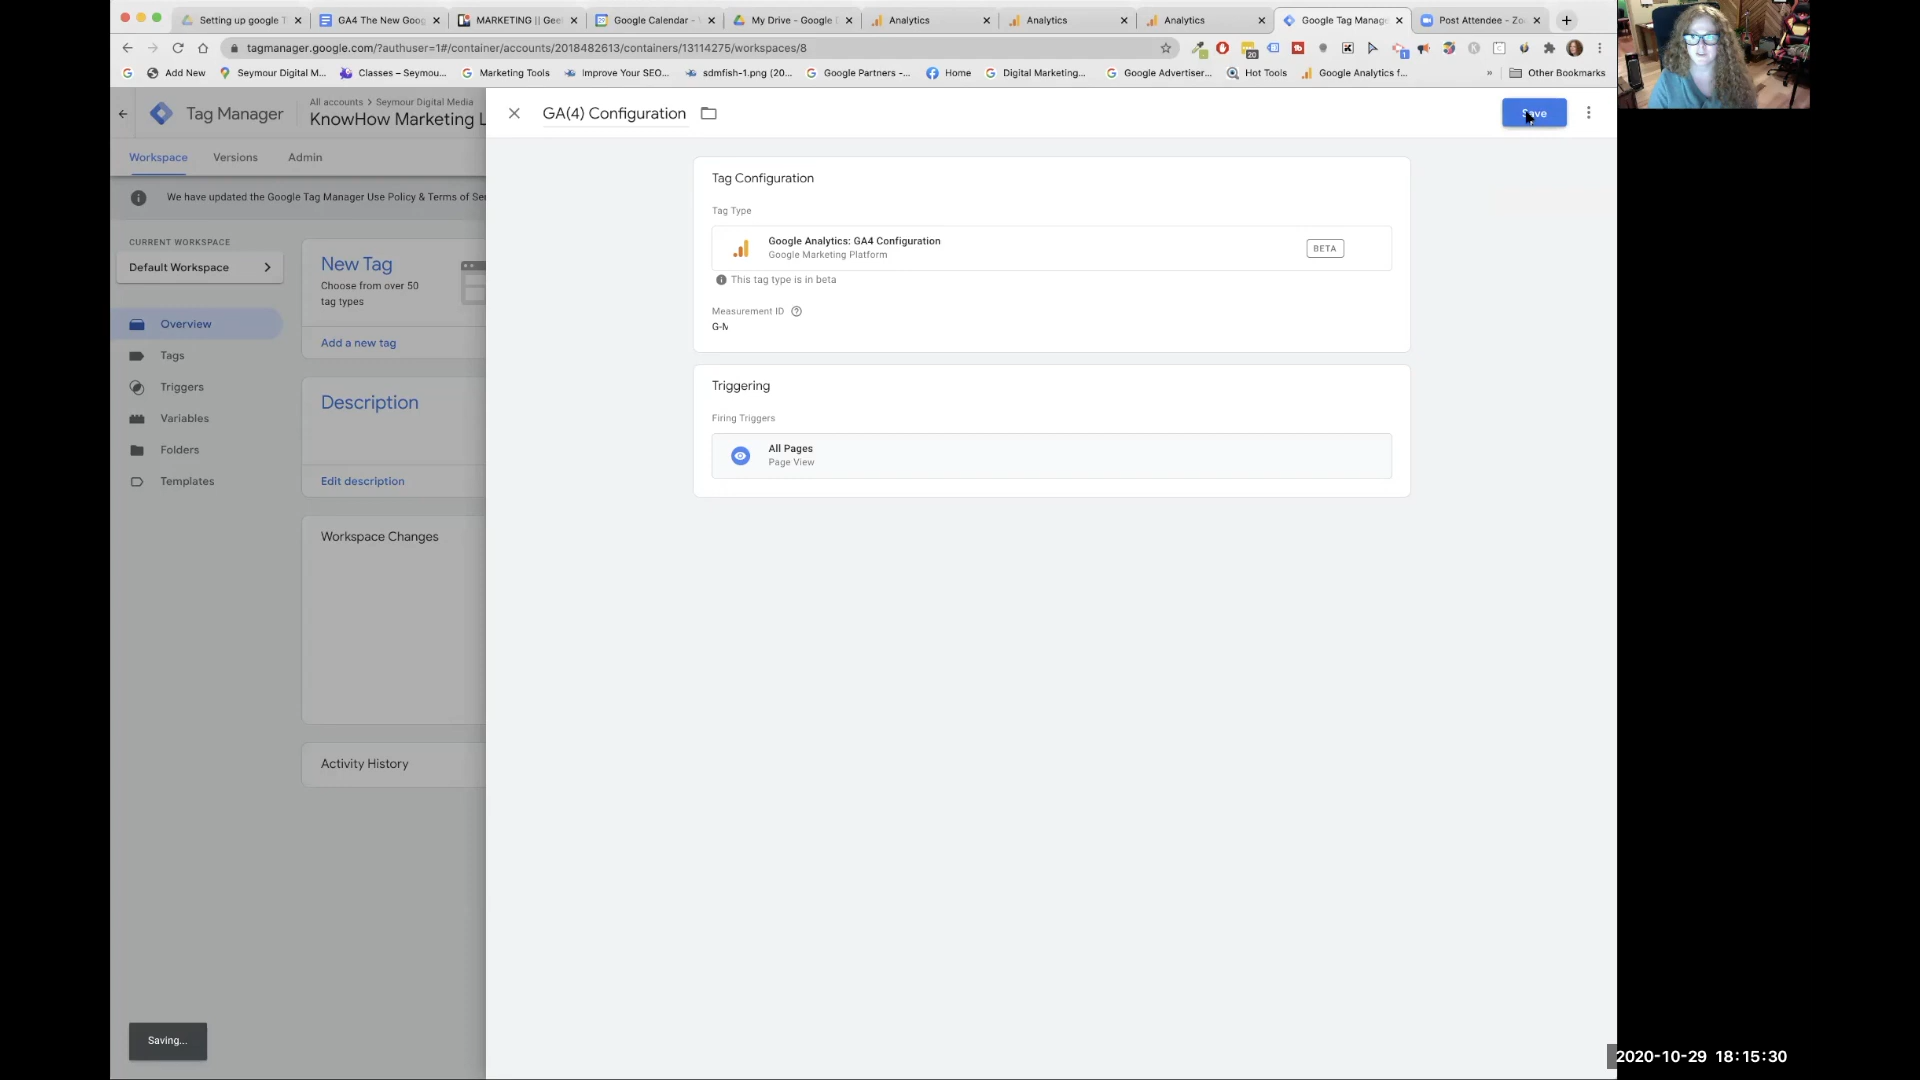 Setting up google T
GA4 The New Goog
MARKETING || Gee
Google Calendar -
My Drive - Google
Analytics
Analytics
Analytics
Google Tag Manage
Post Attendee - Zo
tagmanager.google.com/?authuser=1#/container/accounts/2018482613/containers/13114275/workspaces/8
20
1
Add New
Seymour Digital M...
Classes – Seymou...
Marketing Tools
Improve Your SEO...
sdmfish-1.png (20...
Google Partners -...
Home
Digital Marketing...
Google Advertiser...
Hot Tools
Google Analytics f...
Other Bookmarks
Tag Manager
All accounts > Seymour Digital Media
KnowHow Marketing L
GA(4) Configuration
Save
Workspace
Versions
Admin
We have updated the Google Tag Manager Use Policy & Terms of Se
CURRENT WORKSPACE
Default Workspace
Overview
Tags
Triggers
Variables
Folders
Templates
New Tag
Choose from over 50
tag types
Add a new tag
Description
Edit description
Workspace Changes
Activity History
Tag Configuration
Tag Type
Google Analytics: GA4 Configuration
Google Marketing Platform
BETA
This tag type is in beta
Measurement ID
Triggering
Firing Triggers
All Pages
Page View
Saving...
2020-10-29 18:15:30